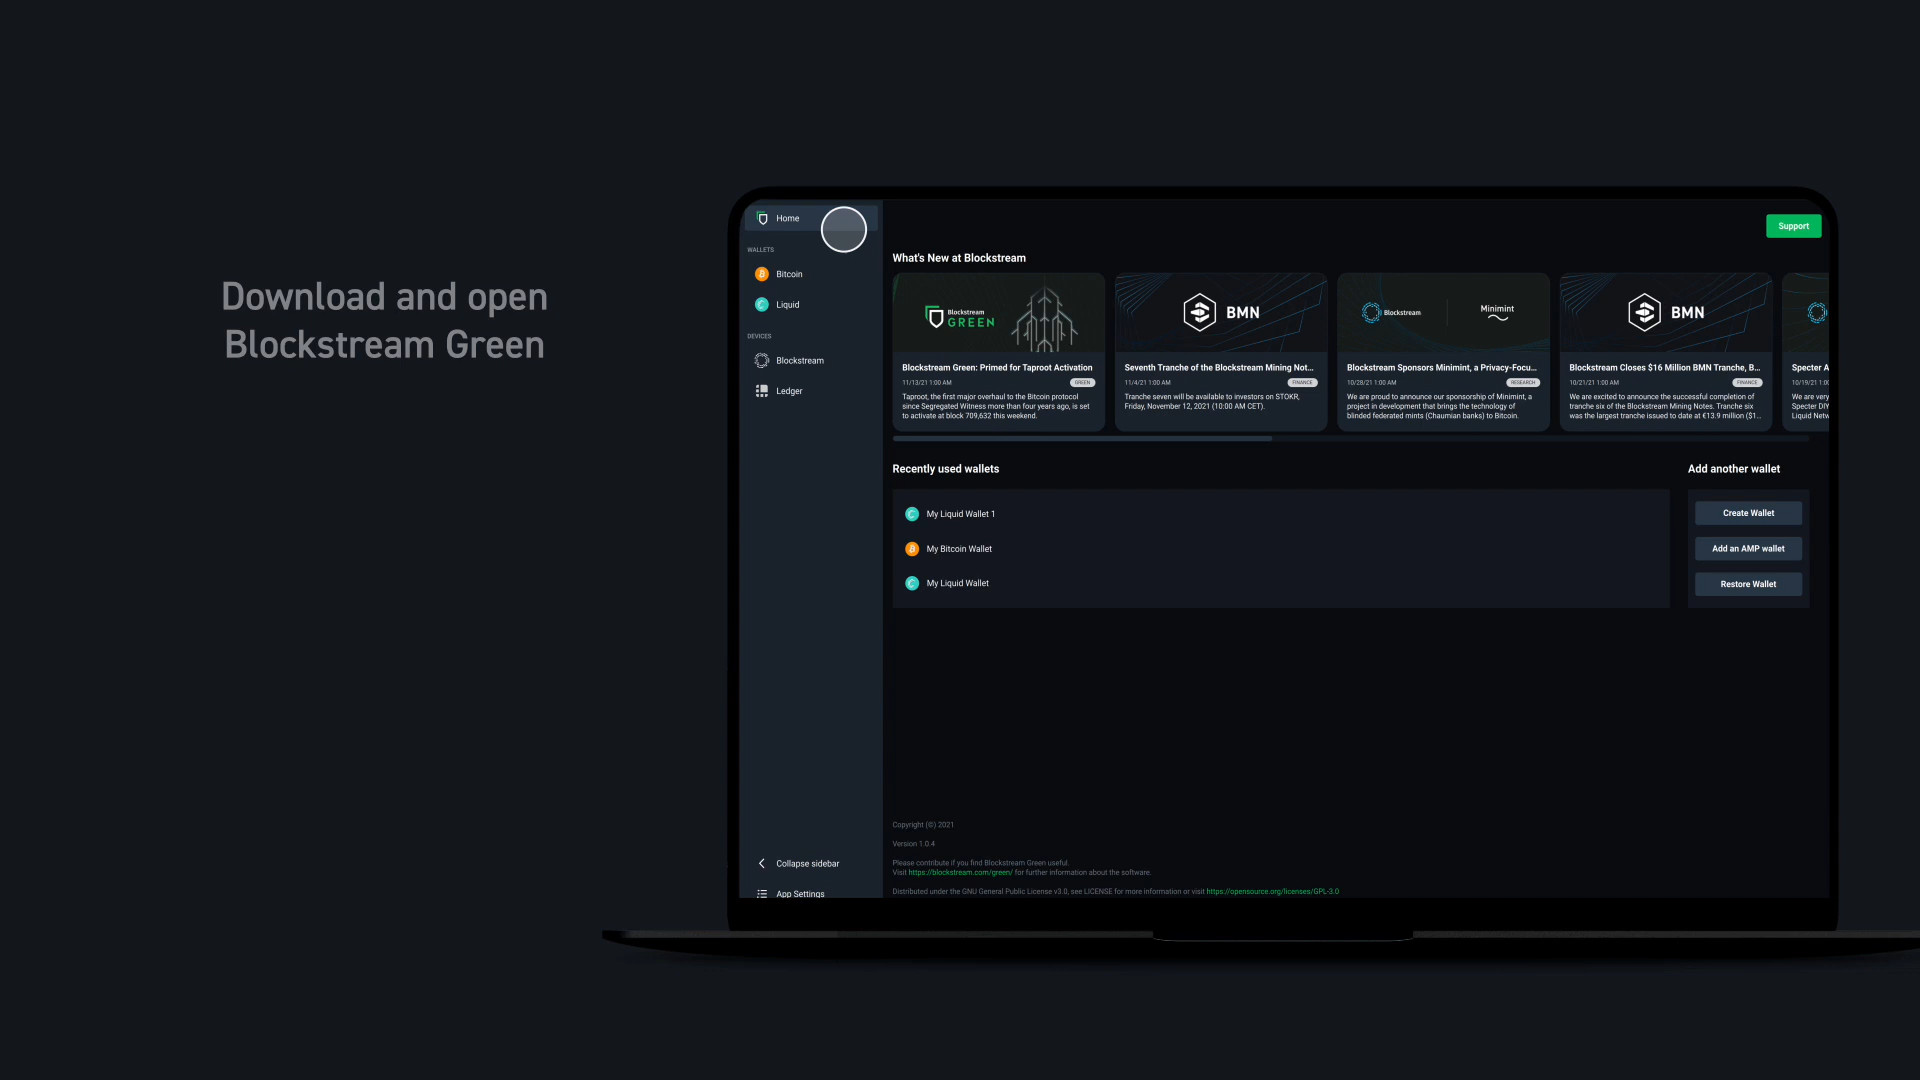 Download and open
Blockstream Green
Home
WALLETS
Bitcoin
Liquid
DEVICES
Blockstream
Ledger
Collapse sidebar
App Settings
Support
What's New at Blockstream
Blockstream
GREEN
Blockstream Green: Primed for Taproot Activation
11/13/21 1:00 AM
GREEN
Taproot, the first major overhaul to the Bitcoin protocol
since Segregated Witness more than four years ago, is set
to activate at block 709,632 this weekend.
BMN
Seventh Tranche of the Blockstream Mining Not...
11/4/21 1:00 AM
FINANCE
Tranche seven will be available to investors on STOKR,
Friday, November 12, 2021 (10:00 AM CET).
Blockstream
Minimint
Blockstream Sponsors Minimint, a Privacy-Focu...
10/28/21 1:00 AM
RESEARCH
We are proud to announce our sponsorship of Minimint, a
project in development that brings the technology of
blinded federated mints (Chaumian banks) to Bitcoin.
BMN
Blockstream Closes $16 Million BMN Tranche, B...
10/21/21 1:00 AM
FINANCE
We are excited to announce the successful completion of
tranche six of the Blockstream Mining Notes. Tranche six
was the largest tranche issued to date at €13.9 million ($1...
Specter A
10/19/21 1:00
We are very
Specter DIY
Liquid Netw
Recently used wallets
My Liquid Wallet 1
My Bitcoin Wallet
My Liquid Wallet
Add another wallet
Create Wallet
Add an AMP wallet
Restore Wallet
Copyright (©) 2021
Version 1.0.4
Please contribute if you find Blockstream Green useful.
Visit https://blockstream.com/green/ for further information about the software.
Distributed under the GNU General Public License v3.0, see LICENSE for more information or visit https://opensource.org/licenses/GPL-3.0